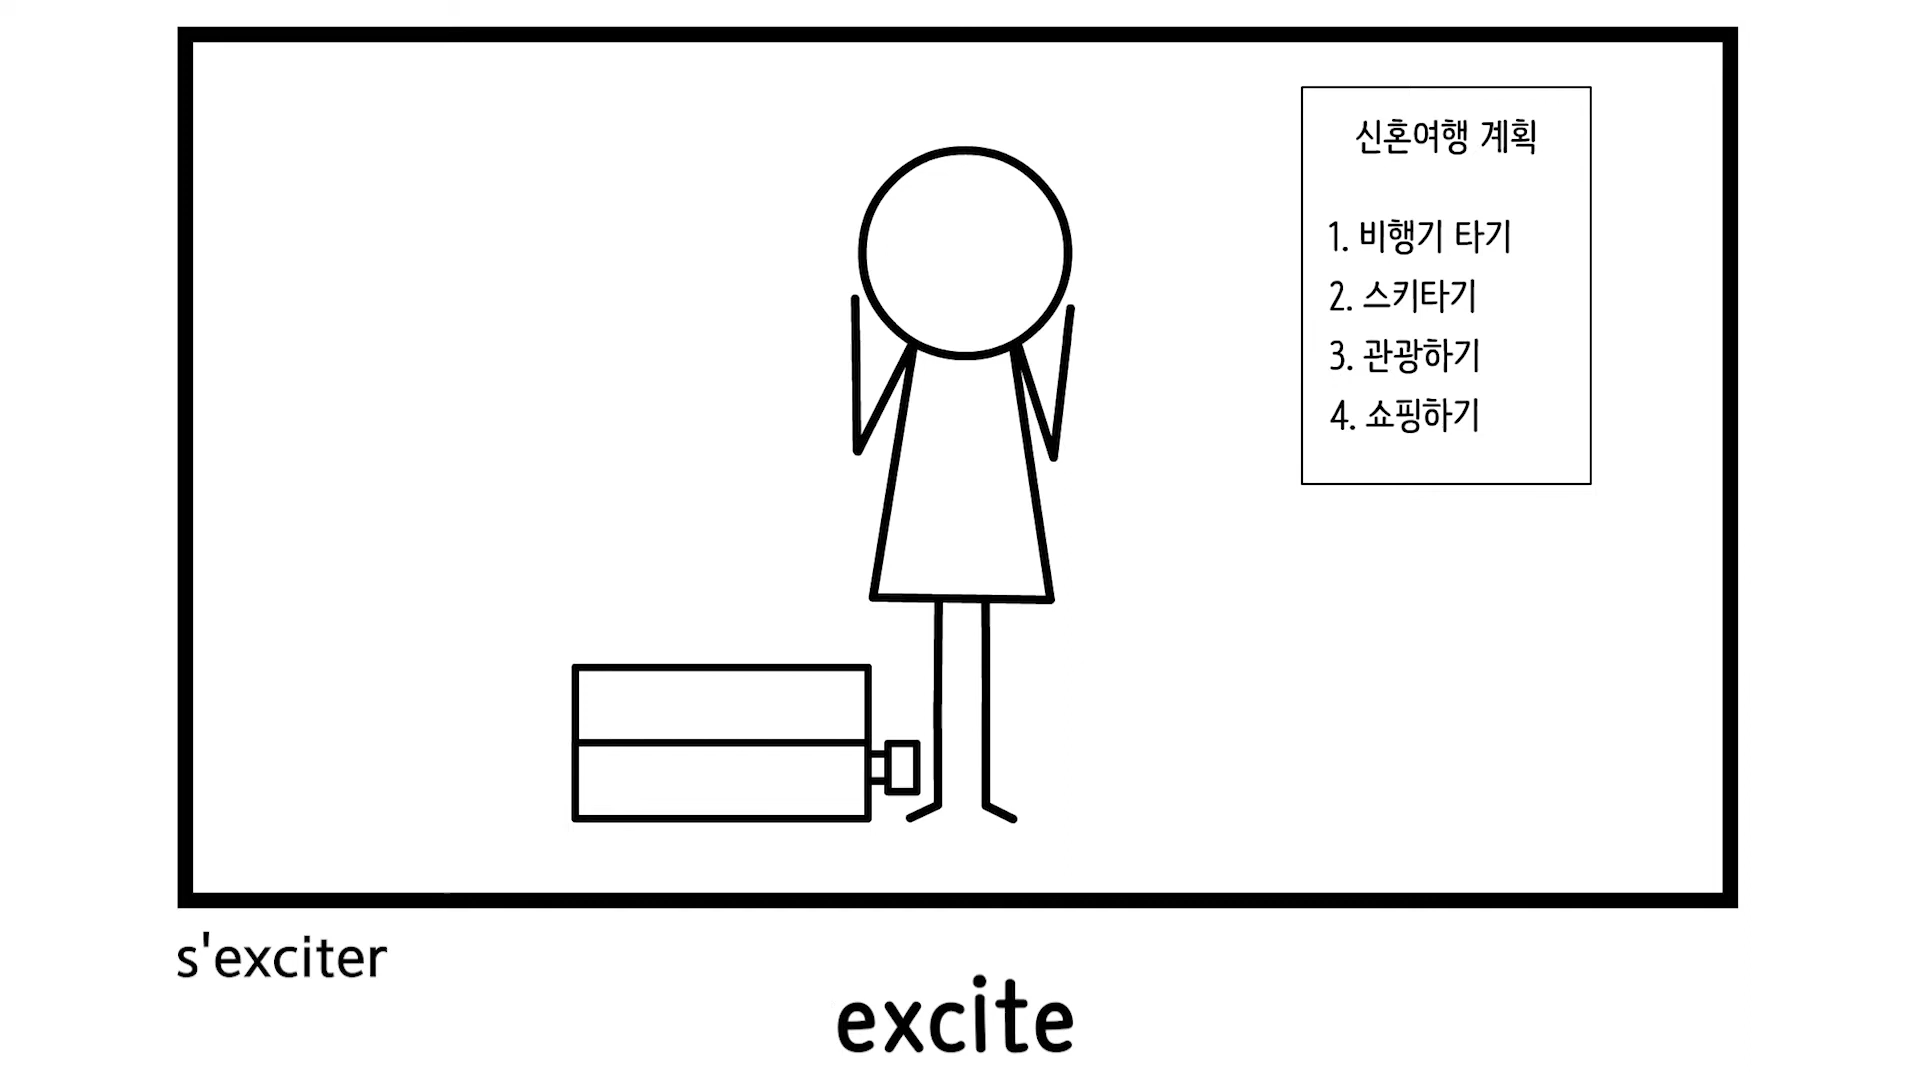 신혼여행 계획
1. 비행기 타기
2. 스키타기
3. 관광하기
4. 쇼핑하기
s'exciter
excite